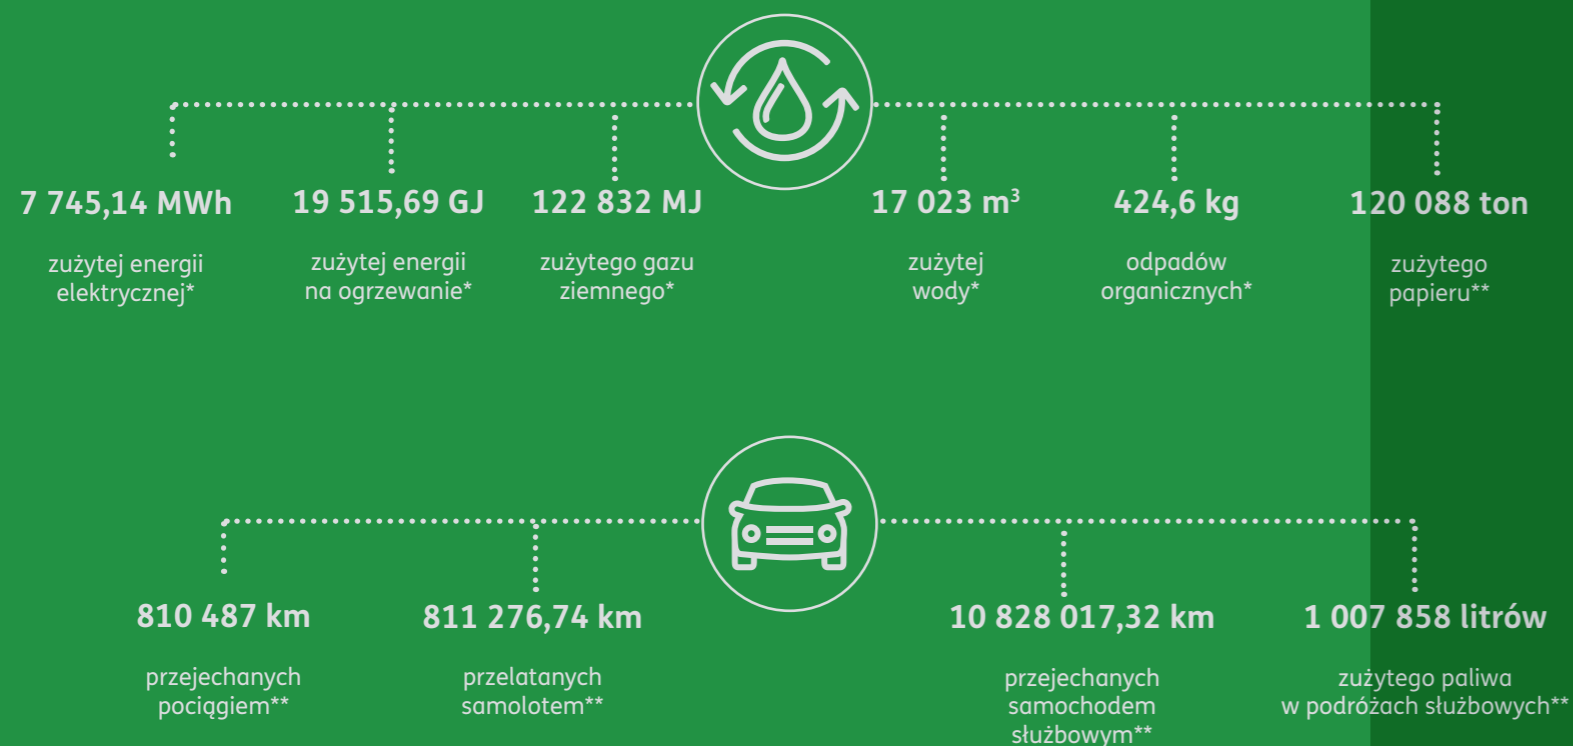 7 745,14 MWh
zużytej energii
elektrycznej*
19 515,69 GJ
zużytej energii
na ogrzewanie*
122 832 MJ
zużytego gazu
ziemnego*
17 023 m³
zużytej
wody*
424,6 kg
odpadów
organicznych*
120 088 ton
zużytego
papieru**
810 487 km
przejechanych
pociągiem**
811 276,74 km
przelatanych
samolotem**
10 828 017,32 km
przejechanych
samochodem
służbowym**
1 007 858 litrów
zużytego paliwa
w podróżach służbowych**